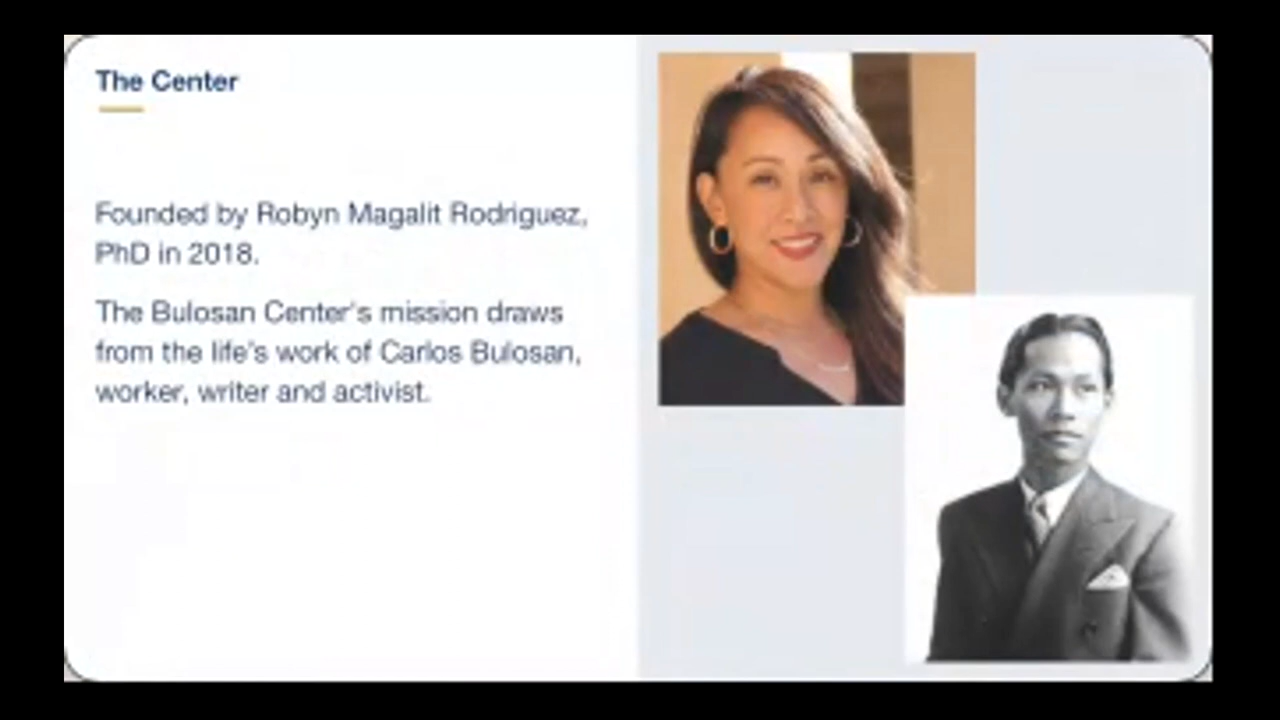 The Center
Founded by Robyn Magalit Rodriguez,
PhD in 2018.
The Bulosan Center's mission draws
from the life's work of Carlos Bulosan,
worker, writer and activist.